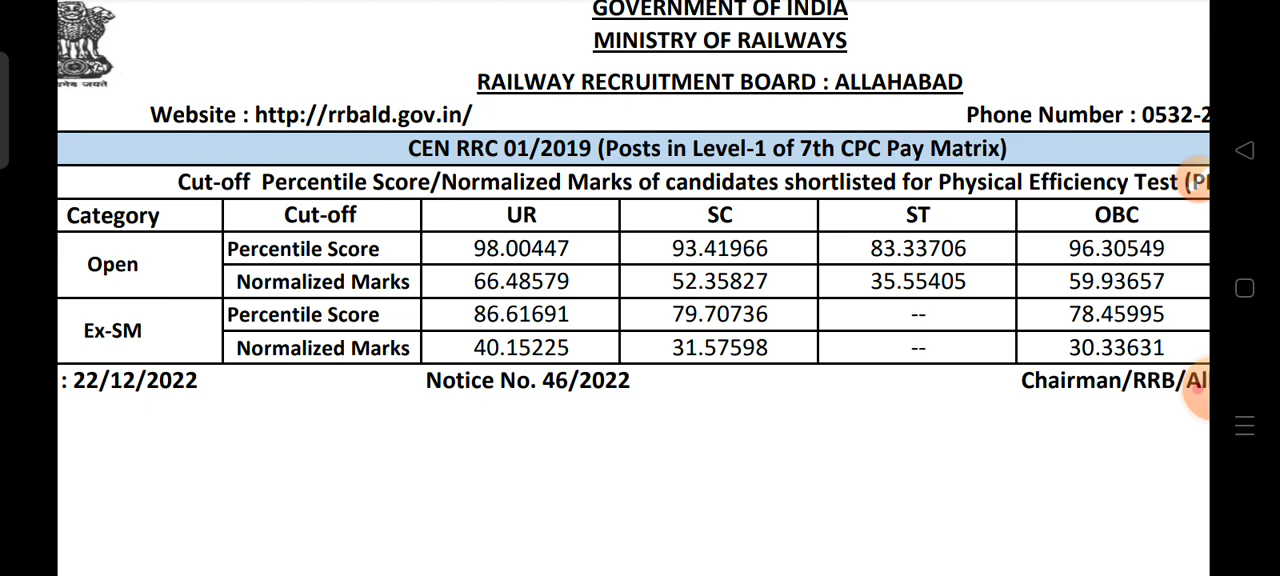 GOVERNMENT OF INDIA
MINISTRY OF RAILWAYS
RAILWAY RECRUITMENT BOARD : ALLAHABAD
Website : http://rrbald.gov.in/ Phone Number : 0532-2
CEN RRC 01/2019 (Posts in Level-1 of 7th CPC Pay Matrix)
Cut-off Percentile Score/Normalized Marks of candidates shortlisted for Physical Efficiency Test (P
Category Cut-off UR SC ST OBC
Open Percentile Score 98.00447 93.41966 83.33706 96.30549
Normalized Marks 66.48579 52.35827 35.55405 59.93657
Ex-SM Percentile Score 86.61691 79.70736 -- 78.45995
Normalized Marks 40.15225 31.57598 -- 30.33631
: 22/12/2022 Notice No. 46/2022 Chairman/RRB/Al